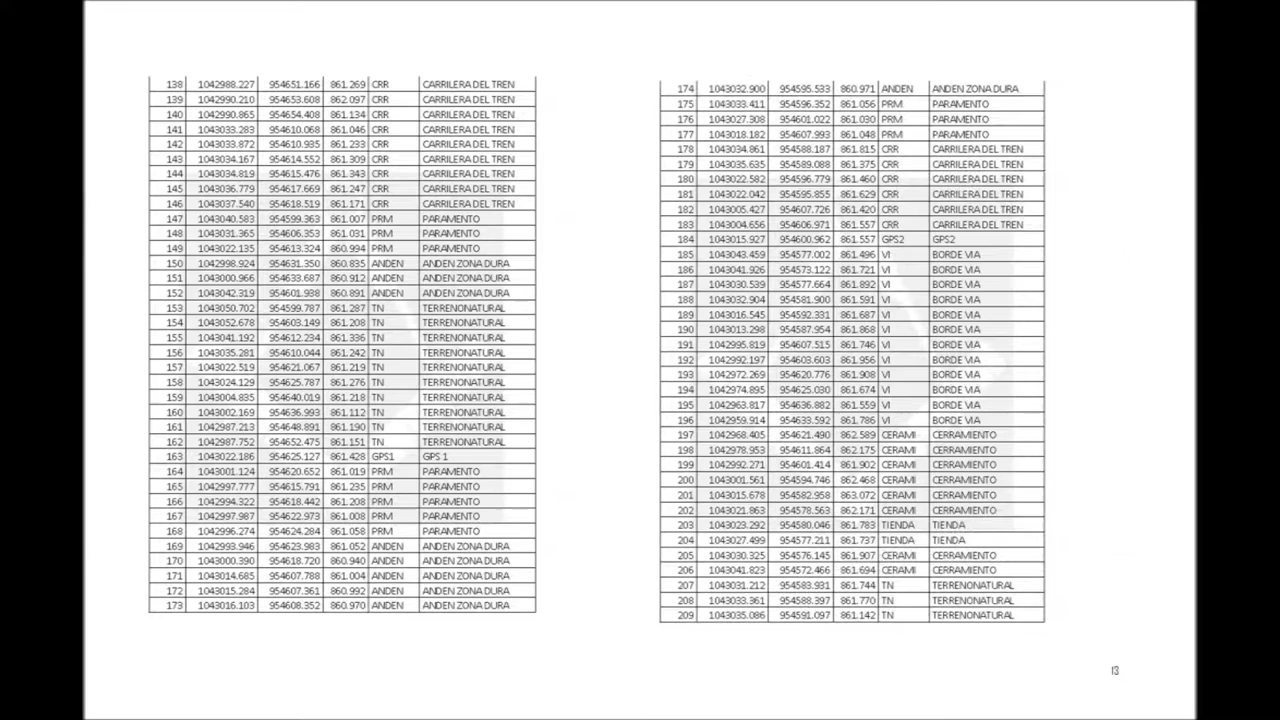 138 1042988.227 954651.166 861.269 CRR CARRILERA DEL TREN
139 1042990.210 954653.608 862.097 CRR CARRILERA DEL TREN
140 1042990.865 954654.408 861.134 CRR CARRILERA DEL TREN
141 1043033.283 954610.068 861.046 CRR CARRILERA DEL TREN
142 1043033.872 954610.935 861.233 CRR CARRILERA DEL TREN
143 1043034.167 954614.552 861.309 CRR CARRILERA DEL TREN
144 1043034.819 954615.476 861.343 CRR CARRILERA DEL TREN
145 1043036.779 954617.669 861.247 CRR CARRILERA DEL TREN
146 1043037.540 954618.519 861.171 CRR CARRILERA DEL TREN
147 1043040.583 954599.363 861.007 PRM PARAMENTO
148 1043031.365 954606.353 861.031 PRM PARAMENTO
149 1043022.135 954613.324 860.994 PRM PARAMENTO
150 1042998.924 954631.350 860.835 ANDEN ANDEN ZONA DURA
151 1043000.966 954633.687 860.912 ANDEN ANDEN ZONA DURA
152 1043042.319 954601.938 860.891 ANDEN ANDEN ZONA DURA
153 1043050.702 954599.787 861.287 TN TERRENONATURAL
154 1043052.678 954603.149 861.208 TN TERRENONATURAL
155 1043041.192 954612.234 861.336 TN TERRENONATURAL
156 1043035.281 954610.044 861.242 TN TERRENONATURAL
157 1043022.519 954621.067 861.219 TN TERRENONATURAL
158 1043024.129 954625.787 861.276 TN TERRENONATURAL
159 1043004.835 954640.019 861.218 TN TERRENONATURAL
160 1043002.169 954636.993 861.112 TN TERRENONATURAL
161 1042987.213 954648.891 861.190 TN TERRENONATURAL
162 1042987.752 954652.475 861.151 TN TERRENONATURAL
163 1043022.186 954625.127 861.428 GPS1 GPS 1
164 1043001.124 954620.652 861.019 PRM PARAMENTO
165 1042997.777 954615.791 861.235 PRM PARAMENTO
166 1042994.322 954618.442 861.208 PRM PARAMENTO
167 1042997.987 954622.973 861.008 PRM PARAMENTO
168 1042996.274 954624.284 861.058 PRM PARAMENTO
169 1042993.946 954623.983 861.052 ANDEN ANDEN ZONA DURA
170 1043000.390 954618.720 860.940 ANDEN ANDEN ZONA DURA
171 1043014.685 954607.788 861.004 ANDEN ANDEN ZONA DURA
172 1043015.284 954607.361 860.992 ANDEN ANDEN ZONA DURA
173 1043016.103 954608.352 860.970 ANDEN ANDEN ZONA DURA
174 1043032.900 954595.533 860.971 ANDEN ANDEN ZONA DURA
175 1043033.411 954596.352 861.056 PRM PARAMENTO
176 1043027.308 954601.022 861.030 PRM PARAMENTO
177 1043018.182 954607.993 861.048 PRM PARAMENTO
178 1043034.861 954588.187 861.815 CRR CARRILERA DEL TREN
179 1043035.635 954589.088 861.375 CRR CARRILERA DEL TREN
180 1043022.582 954596.779 861.460 CRR CARRILERA DEL TREN
181 1043022.042 954595.855 861.629 CRR CARRILERA DEL TREN
182 1043005.427 954607.726 861.420 CRR CARRILERA DEL TREN
183 1043004.656 954606.971 861.557 CRR CARRILERA DEL TREN
184 1043015.927 954600.962 861.557 GPS2 GPS2
185 1043043.459 954577.002 861.496 VI BORDE VIA
186 1043041.926 954573.122 861.721 VI BORDE VIA
187 1043030.539 954577.664 861.892 VI BORDE VIA
188 1043032.904 954581.900 861.591 VI BORDE VIA
189 1043016.545 954592.331 861.687 VI BORDE VIA
190 1043013.298 954587.954 861.868 VI BORDE VIA
191 1042995.819 954607.515 861.746 VI BORDE VIA
192 1042992.197 954603.603 861.956 VI BORDE VIA
193 1042972.269 954620.776 861.908 VI BORDE VIA
194 1042974.895 954625.030 861.674 VI BORDE VIA
195 1042963.817 954636.882 861.559 VI BORDE VIA
196 1042959.914 954633.592 861.786 VI BORDE VIA
197 1042968.405 954621.490 862.589 CERAMI CERRAMIENTO
198 1042978.953 954611.864 862.175 CERAMI CERRAMIENTO
199 1042992.271 954601.414 861.902 CERAMI CERRAMIENTO
200 1043001.561 954594.746 862.468 CERAMI CERRAMIENTO
201 1043015.678 954582.958 863.072 CERAMI CERRAMIENTO
202 1043021.863 954578.563 862.171 CERAMI CERRAMIENTO
203 1043023.292 954580.046 861.783 TIENDA TIENDA
204 1043027.499 954577.211 861.737 TIENDA TIENDA
205 1043030.325 954576.145 861.907 CERAMI CERRAMIENTO
206 1043041.823 954572.466 861.694 CERAMI CERRAMIENTO
207 1043031.212 954583.931 861.744 TN TERRENONATURAL
208 1043033.361 954588.397 861.770 TN TERRENONATURAL
209 1043035.086 954591.097 861.142 TN TERRENONATURAL
13